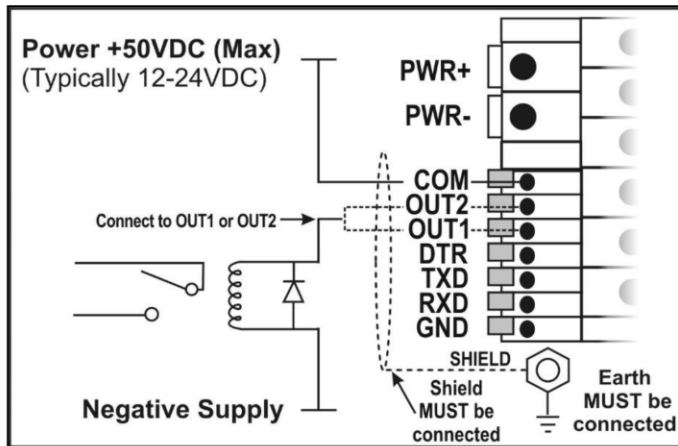 Power +50VDC (Max)
(Typically 12-24VDC)
PWR+
PWR-
COM
OUT2
Connect to OUT1 or OUT2
OUT1
DTR
TXD
RXD
GND
SHIELD
Shield
MUST be
connected
Earth
MUST be
connected
Negative Supply